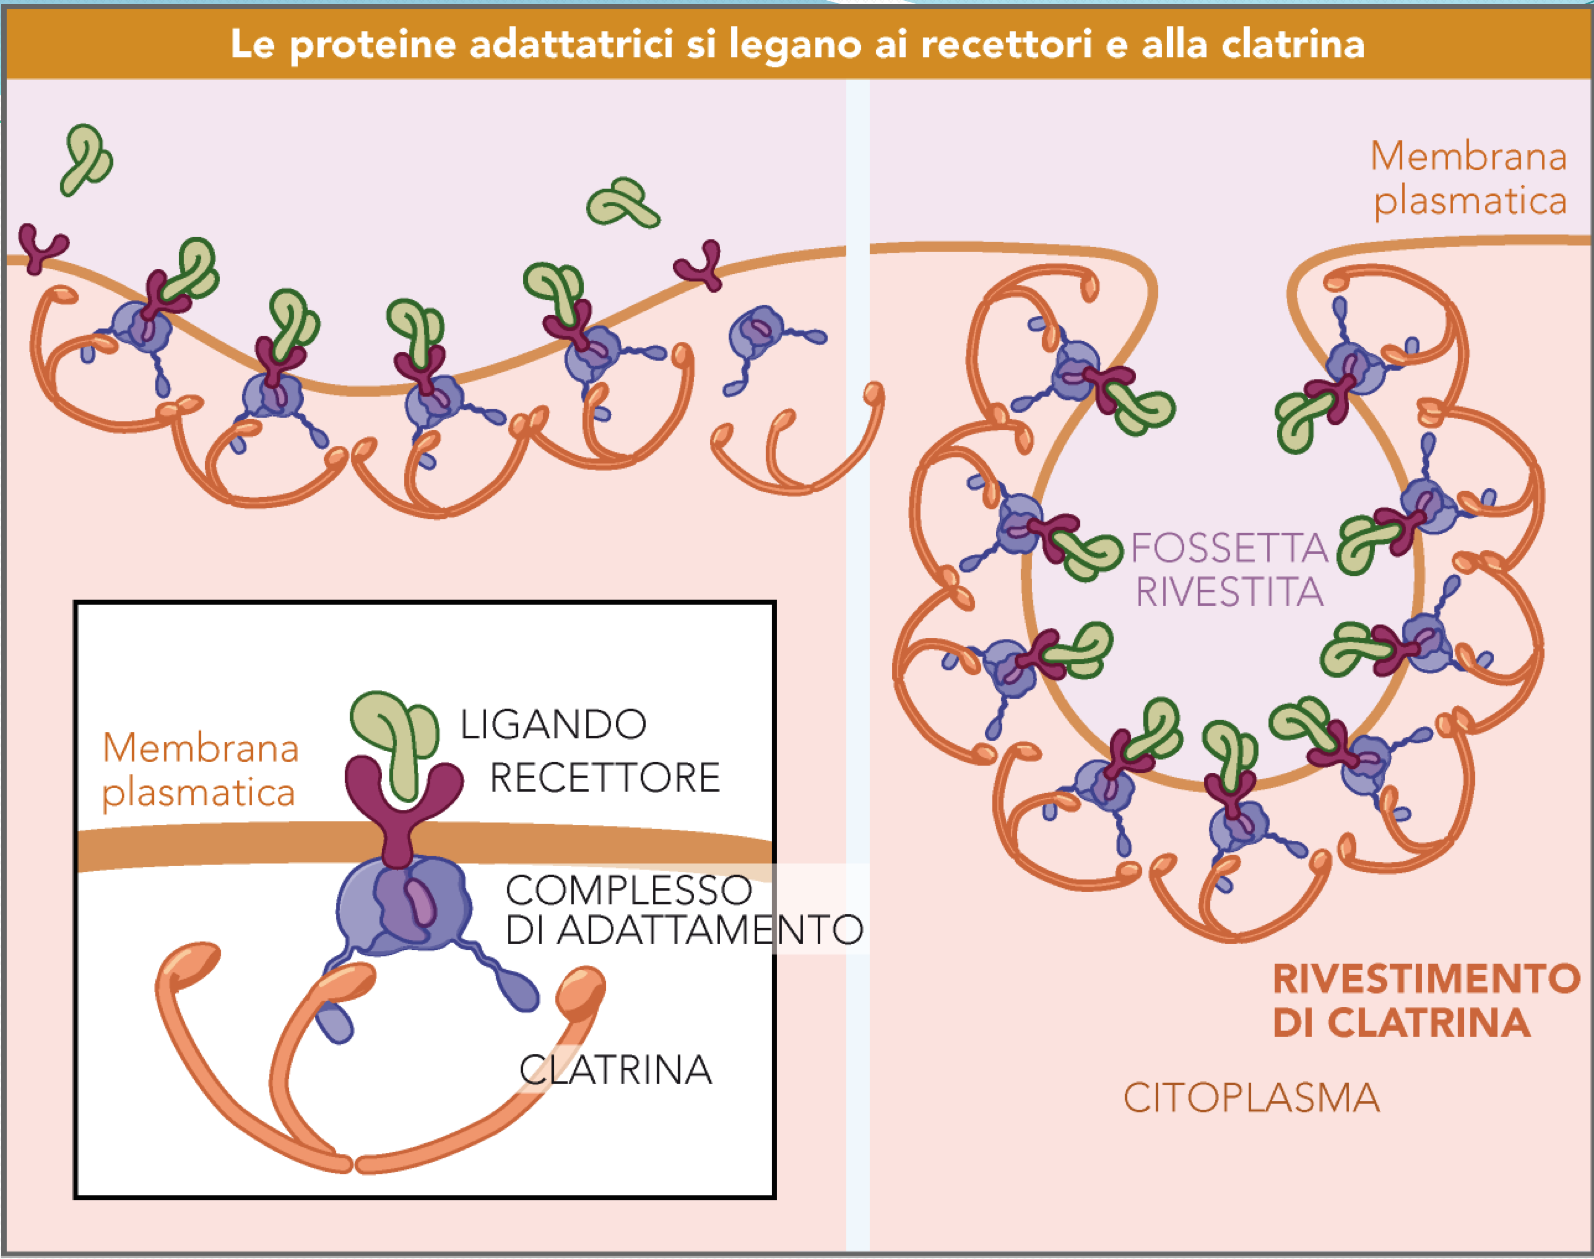 Le proteine adattatrici si legano ai recettori e alla clatrina
Membrana
plasmatica
FOSSETTA
RIVESTITA
Membrana
plasmatica
LIGANDO
RECETTORE
COMPLESSO
DI ADATTAMENTO
CLATRINA
RIVESTIMENTO
DI CLATRINA
CITOPLASMA